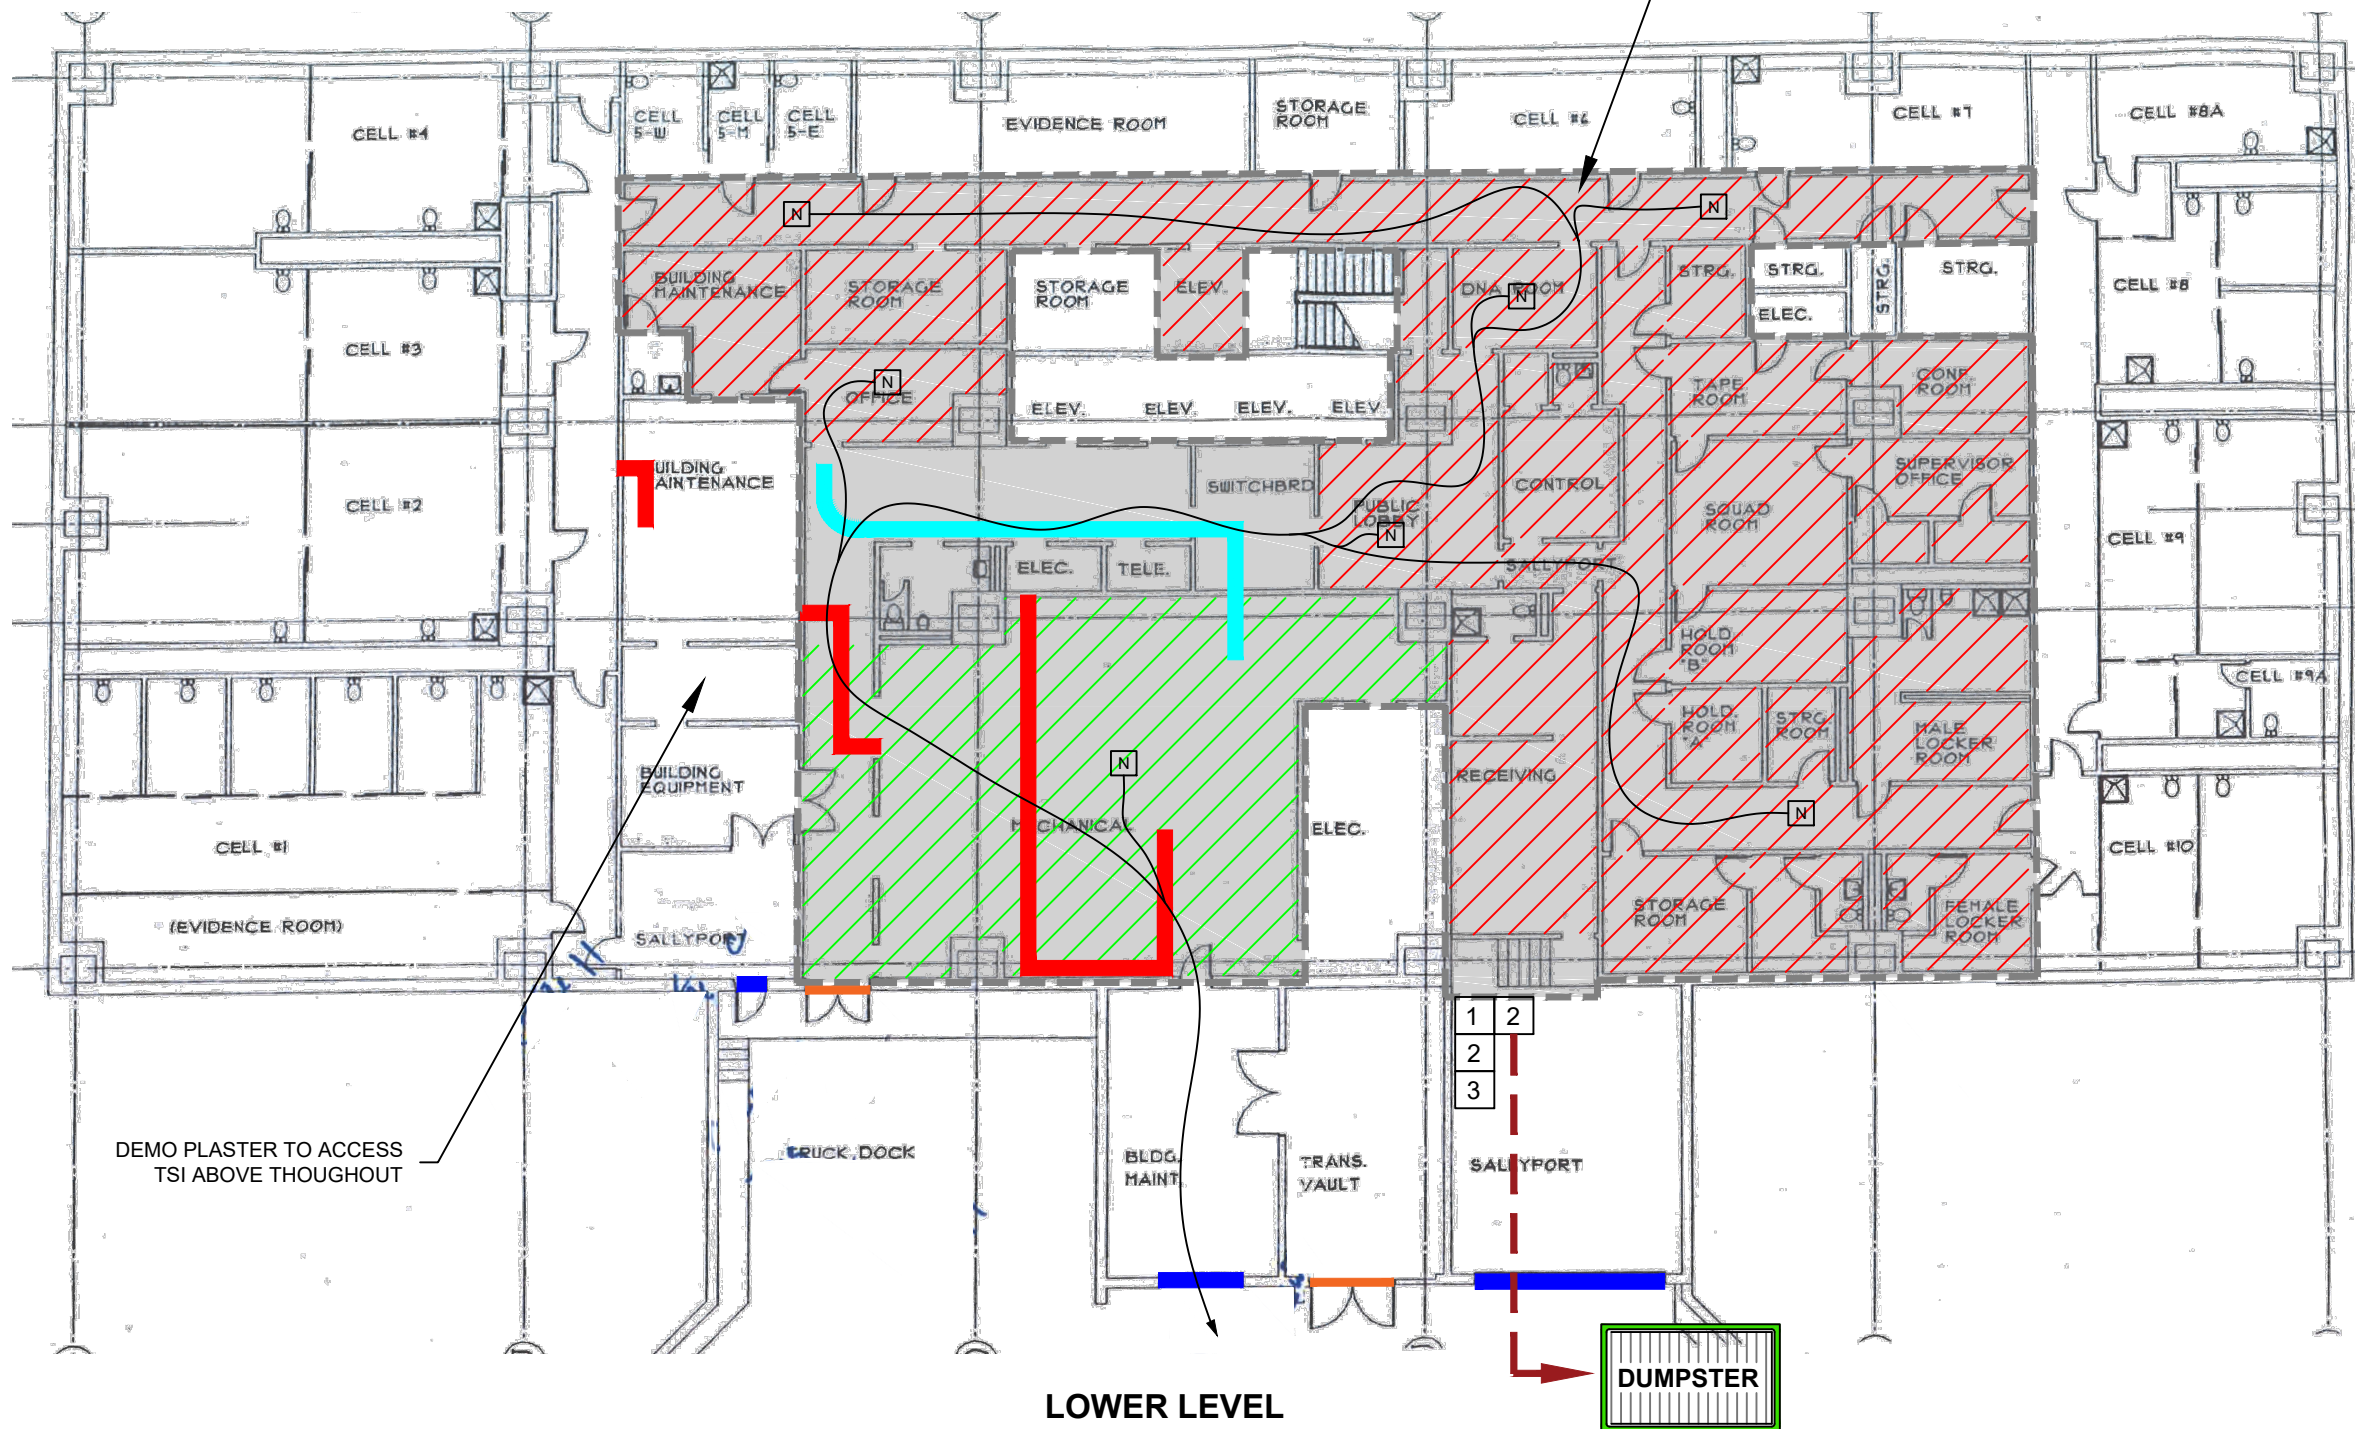 CELL #4
CELL
5-W
CELL
5-M
CELL
5-E
EVIDENCE ROOM
STORAGE
ROOM
CELL #6
CELL #7
CELL #8A
N
N
BUILDING
MAINTENANCE
STORAGE
ROOM
STORAGE
ROOM
ELEV.
DNA ROOM
N
STRG.
STRG.
STRG.
STRG.
ELEC.
CELL #8
CELL #3
OFFICE
N
ELEV.
ELEV
ELEV.
ELEV
TAPE
ROOM
CONF.
ROOM
UILDING
AINTENANCE
CELL #2
SWITCHBRD
PUBLIC
LOBBY
N
CONTROL
SQUAD
ROOM
SUPERVISOR
OFFICE
CELL #9
ELEC.
TELE.
SALLYPORT
HOLD
ROOM
"B"
CELL #9A
HOLD.
ROOM
"A"
STRG.
ROOM
MALE
LOCKER
ROOM
BUILDING
EQUIPMENT
N
MECHANICAL
ELEC.
RECEIVING
N
CELL #1
CELL #10
(EVIDENCE ROOM)
SALLYPORT
STORAGE
ROOM
FEMALE
LOCKER
ROOM
1 2
2
3
DEMO PLASTER TO ACCESS
TSI ABOVE THOUGHOUT
TRUCK DOCK
BLDG.
MAINT.
TRANS.
VAULT
SALLYPORT
DUMPSTER
LOWER LEVEL